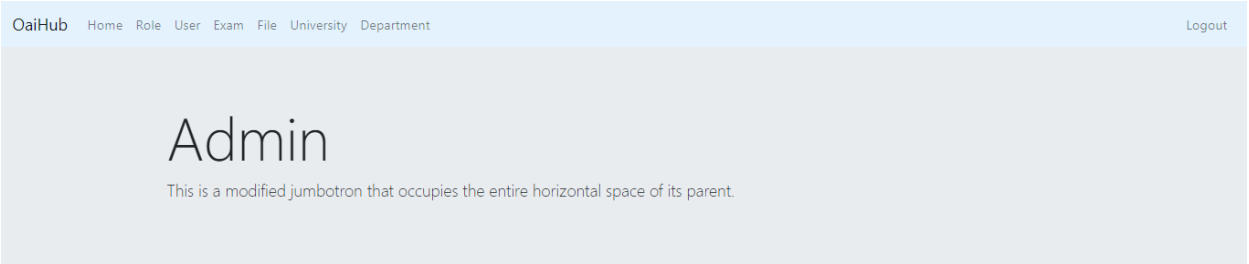 OaiHub Home Role User Exam File University Department Logout
Admin
This is a modified jumbotron that occupies the entire horizontal space of its parent.